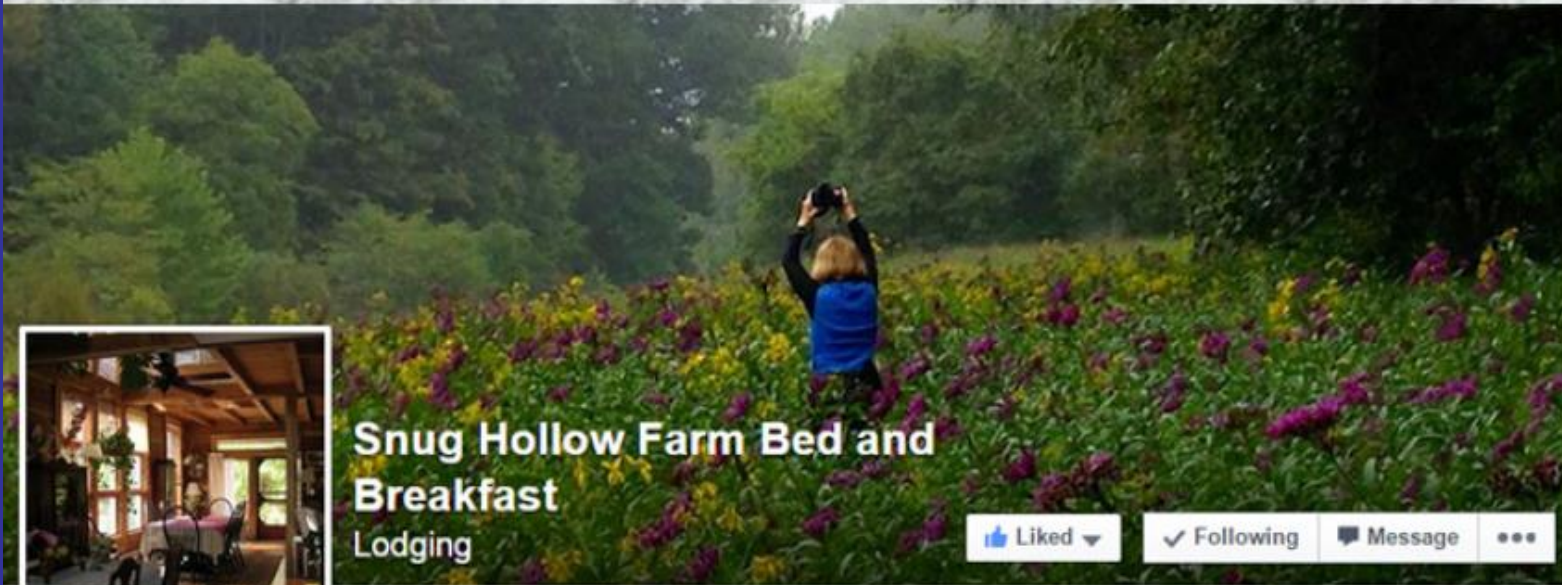 Snug Hollow Farm Bed and
Breakfast
Lodging
Liked
Following
Message